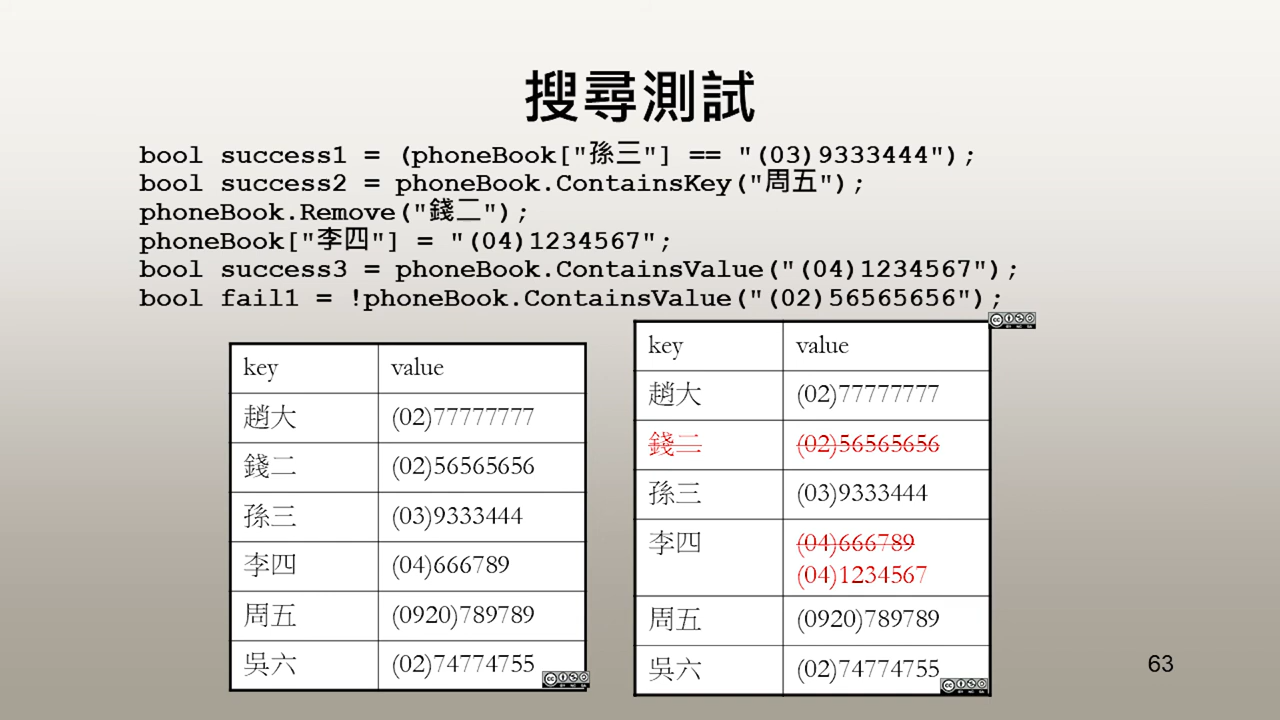 搜尋測試
bool success1 = (phoneBook["孫三"] == "(03)9333444");
bool success2 = phoneBook.ContainsKey("周五");
phoneBook.Remove("錢二");
phoneBook["李四"] = "(04)1234567";
bool success3 = phoneBook.ContainsValue("(04)1234567");
bool fail1 = !phoneBook.ContainsValue("(02)56565656");
key value
趙大 (02)77777777
錢二 (02)56565656
孫三 (03)9333444
李四 (04)666789
周五 (0920)789789
吳六 (02)74774755
key value
趙大 (02)77777777
錢二 (02)56565656
孫三 (03)9333444
李四 (04)666789
(04)1234567
周五 (0920)789789
吳六 (02)74774755
63